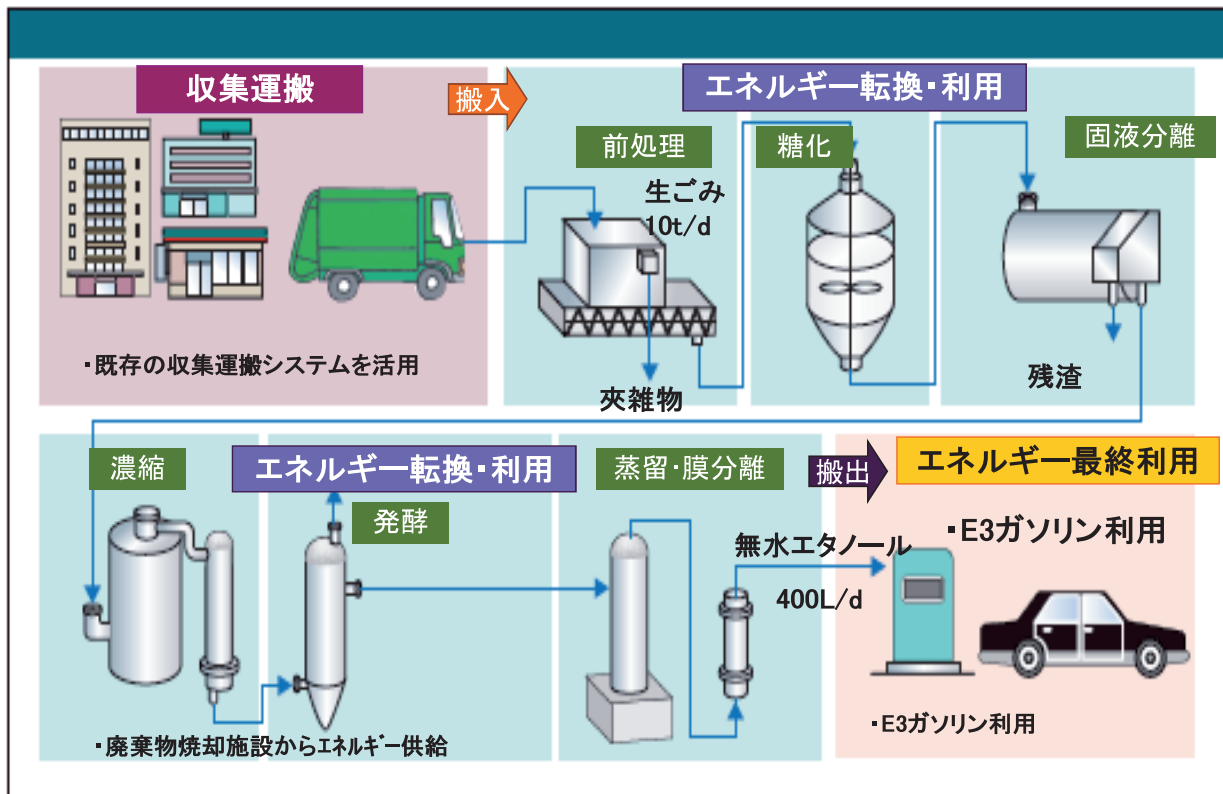 収集運搬
搬入
エネルギー転換・利用
前処理
糖化
固液分離
生ごみ
10t/d
・既存の収集運搬システムを活用
夾雑物
残渣
濃縮
エネルギー転換・利用
発酵
蒸留・膜分離
搬出
エネルギー最終利用
・E3ガソリン利用
無水エタノール
400L/d
・E3ガソリン利用
・廃棄物焼却施設からエネルギー供給